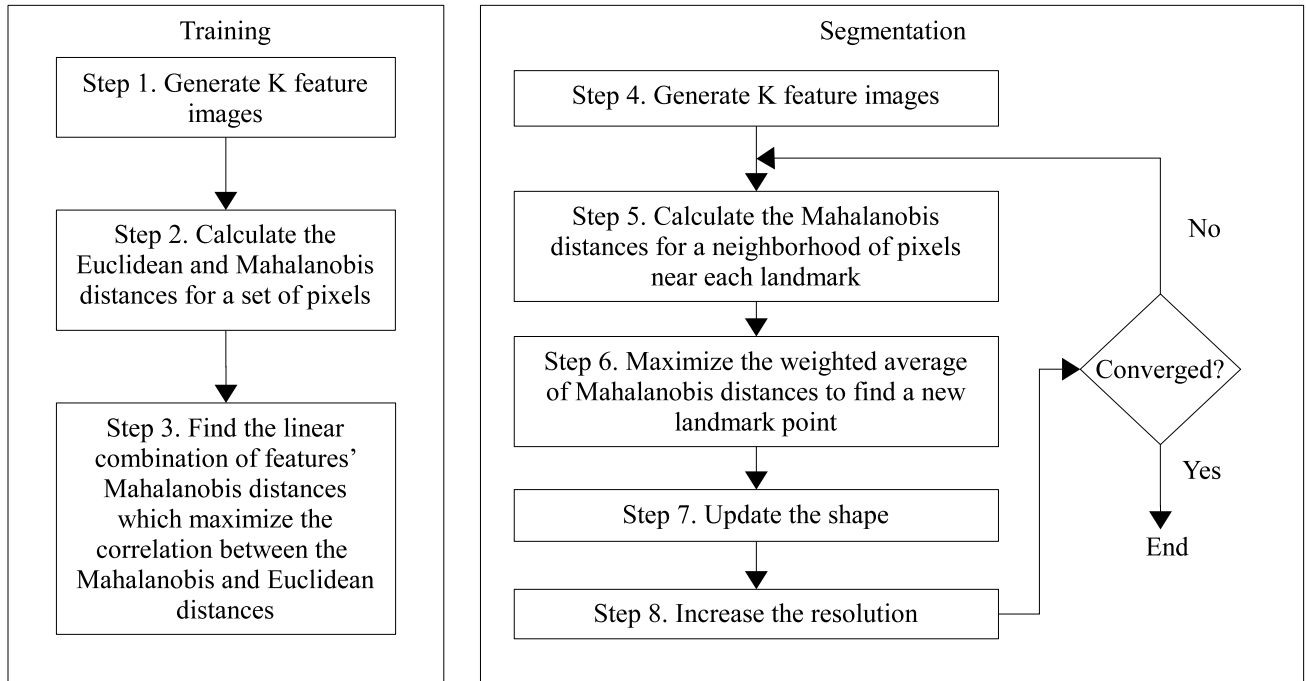 Training
Step 1. Generate K feature
images
Step 2. Calculate the
Euclidean and Mahalanobis
distances for a set of pixels
Step 3. Find the linear
combination of features’
Mahalanobis distances
which maximize the
correlation between the
Mahalanobis and Euclidean
distances
Segmentation
Step 4. Generate K feature images
Step 5. Calculate the Mahalanobis
distances for a neighborhood of pixels
near each landmark
Step 6. Maximize the weighted average
of Mahalanobis distances to find a new
landmark point
Step 7. Update the shape
Step 8. Increase the resolution
No
Converged?
Yes
End